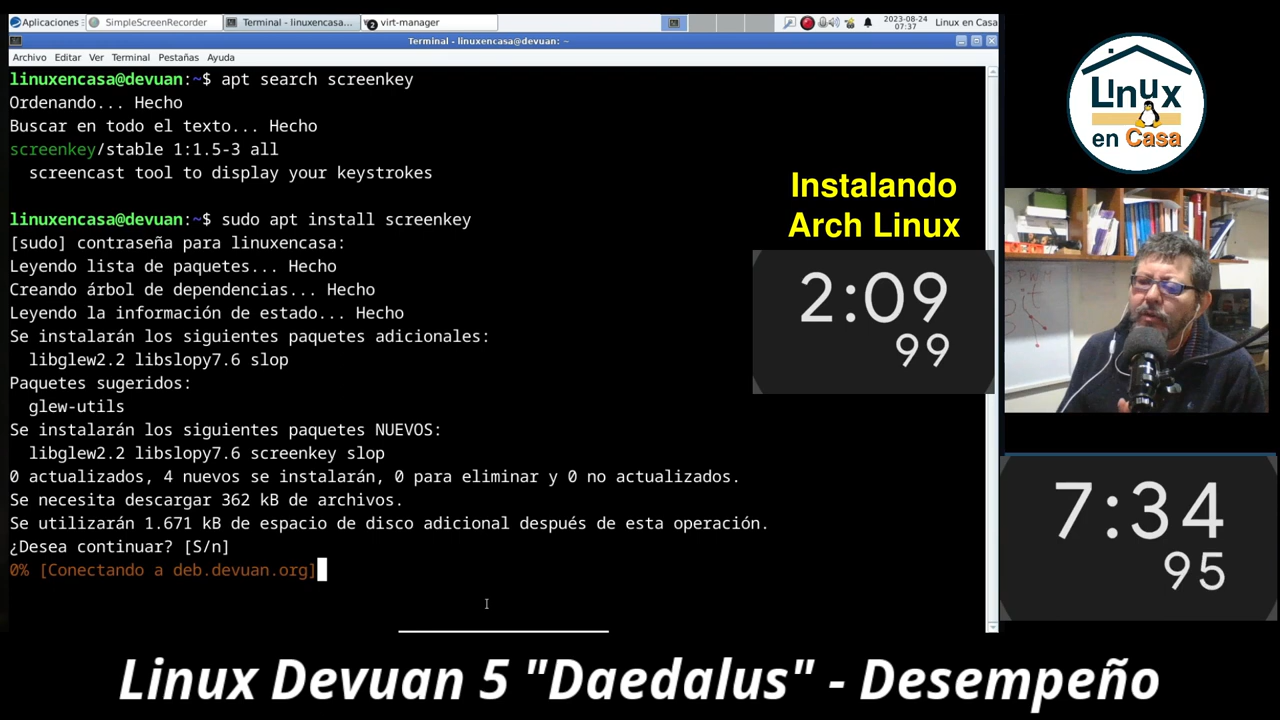 Aplicaciones
SimpleScreenRecorder
Terminal - linuxencasa...
2
virt-manager
2023-08-24
07:37
Linux en Casa
Terminal - linuxencasa@devuan: ~
Archivo Editar Ver Terminal Pestañas Ayuda
linuxencasa@devuan:~$ apt search screenkey
Ordenando... Hecho
Buscar en todo el texto... Hecho
screenkey/stable 1:1.5-3 all
screencast tool to display your keystrokes
linuxencasa@devuan:~$ sudo apt install screenkey
[sudo] contraseña para linuxencasa:
Leyendo lista de paquetes... Hecho
Creando árbol de dependencias... Hecho
Leyendo la información de estado... Hecho
Se instalarán los siguientes paquetes adicionales:
libglew2.2 libslopy7.6 slop
Paquetes sugeridos:
glew-utils
Se instalarán los siguientes paquetes NUEVOS:
libglew2.2 libslopy7.6 screenkey slop
0 actualizados, 4 nuevos se instalarán, 0 para eliminar y 0 no actualizados.
Se necesita descargar 362 kB de archivos.
Se utilizarán 1.671 kB de espacio de disco adicional después de esta operación.
¿Desea continuar? [S/n]
0% [Conectando a deb.devuan.org]
Instalando
Arch Linux
2:09
99
Linux
en Casa
7:34
95
Linux Devuan 5 "Daedalus" - Desempeño